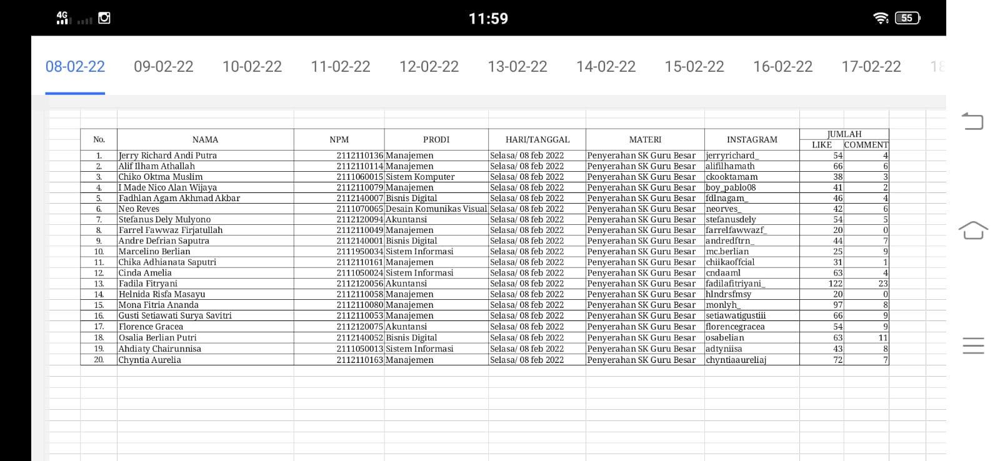 4G 11:59 55
08-02-22 09-02-22 10-02-22 11-02-22 12-02-22 13-02-22 14-02-22 15-02-22 16-02-22 17-02-22 18
No. NAMA NPM PRODI HARI/TANGGAL MATERI INSTAGRAM JUMLAH
LIKE COMMENT
1. Jerry Richard Andi Putra 2112110136 Manajemen Selasa/ 08 feb 2022 Penyerahan SK Guru Besar jerryrichard_ 54 4
2. Alif Ilham Athallah 2112110114 Manajemen Selasa/ 08 feb 2022 Penyerahan SK Guru Besar alifilhamath 66 6
3. Chiko Oktma Muslim 2111060015 Sistem Komputer Selasa/ 08 feb 2022 Penyerahan SK Guru Besar ckooktamam 38 3
4. I Made Nico Alan Wijaya 2112110079 Manajemen Selasa/ 08 feb 2022 Penyerahan SK Guru Besar boy_pablo08 41 2
5. Fadhlan Agam Akhmad Akbar 2112140007 Bisnis Digital Selasa/ 08 feb 2022 Penyerahan SK Guru Besar fdlnagam_ 46 4
6. Neo Reves 2111070065 Desain Komunikas Visual Selasa/ 08 feb 2022 Penyerahan SK Guru Besar neorves_ 42 6
7. Stefanus Dely Mulyono 2112120094 Akuntansi Selasa/ 08 feb 2022 Penyerahan SK Guru Besar stefanusdely 54 5
8. Farrel Fawwaz Firjatullah 2112110049 Manajemen Selasa/ 08 feb 2022 Penyerahan SK Guru Besar farrelfawwazf_ 20 0
9. Andre Defrian Saputra 2112140001 Bisnis Digital Selasa/ 08 feb 2022 Penyerahan SK Guru Besar andredftrn_ 44 7
10. Marcelino Berlian 2111950034 Sistem Informasi Selasa/ 08 feb 2022 Penyerahan SK Guru Besar mc.berlian 25 9
11. Chika Adhianata Saputri 2112110161 Manajemen Selasa/ 08 feb 2022 Penyerahan SK Guru Besar chiikaoffcial 31 1
12. Cinda Amelia 2111050024 Sistem Informasi Selasa/ 08 feb 2022 Penyerahan SK Guru Besar cndaaml 63 4
13. Fadila Fitryani 2112120056 Akuntansi Selasa/ 08 feb 2022 Penyerahan SK Guru Besar fadilafitriyani_ 122 23
14. Helnida Risfa Masayu 2112110058 Manajemen Selasa/ 08 feb 2022 Penyerahan SK Guru Besar hlndrsfmsy 20 0
15. Mona Fitria Ananda 2112110080 Manajemen Selasa/ 08 feb 2022 Penyerahan SK Guru Besar monlyh_ 97 8
16. Gusti Setiawati Surya Savitri 2112110053 Manajemen Selasa/ 08 feb 2022 Penyerahan SK Guru Besar setiawatigustiii 66 9
17. Florence Gracea 2112120075 Akuntansi Selasa/ 08 feb 2022 Penyerahan SK Guru Besar florencegracea 54 9
18. Osalia Berlian Putri 2112140052 Bisnis Digital Selasa/ 08 feb 2022 Penyerahan SK Guru Besar osabelian 63 11
19. Ahdiaty Chairunnisa 2111050013 Sistem Informasi Selasa/ 08 feb 2022 Penyerahan SK Guru Besar adtyniisa 43 8
20. Chyntia Aurelia 2112110163 Manajemen Selasa/ 08 feb 2022 Penyerahan SK Guru Besar chyntiaaureliaj 72 7